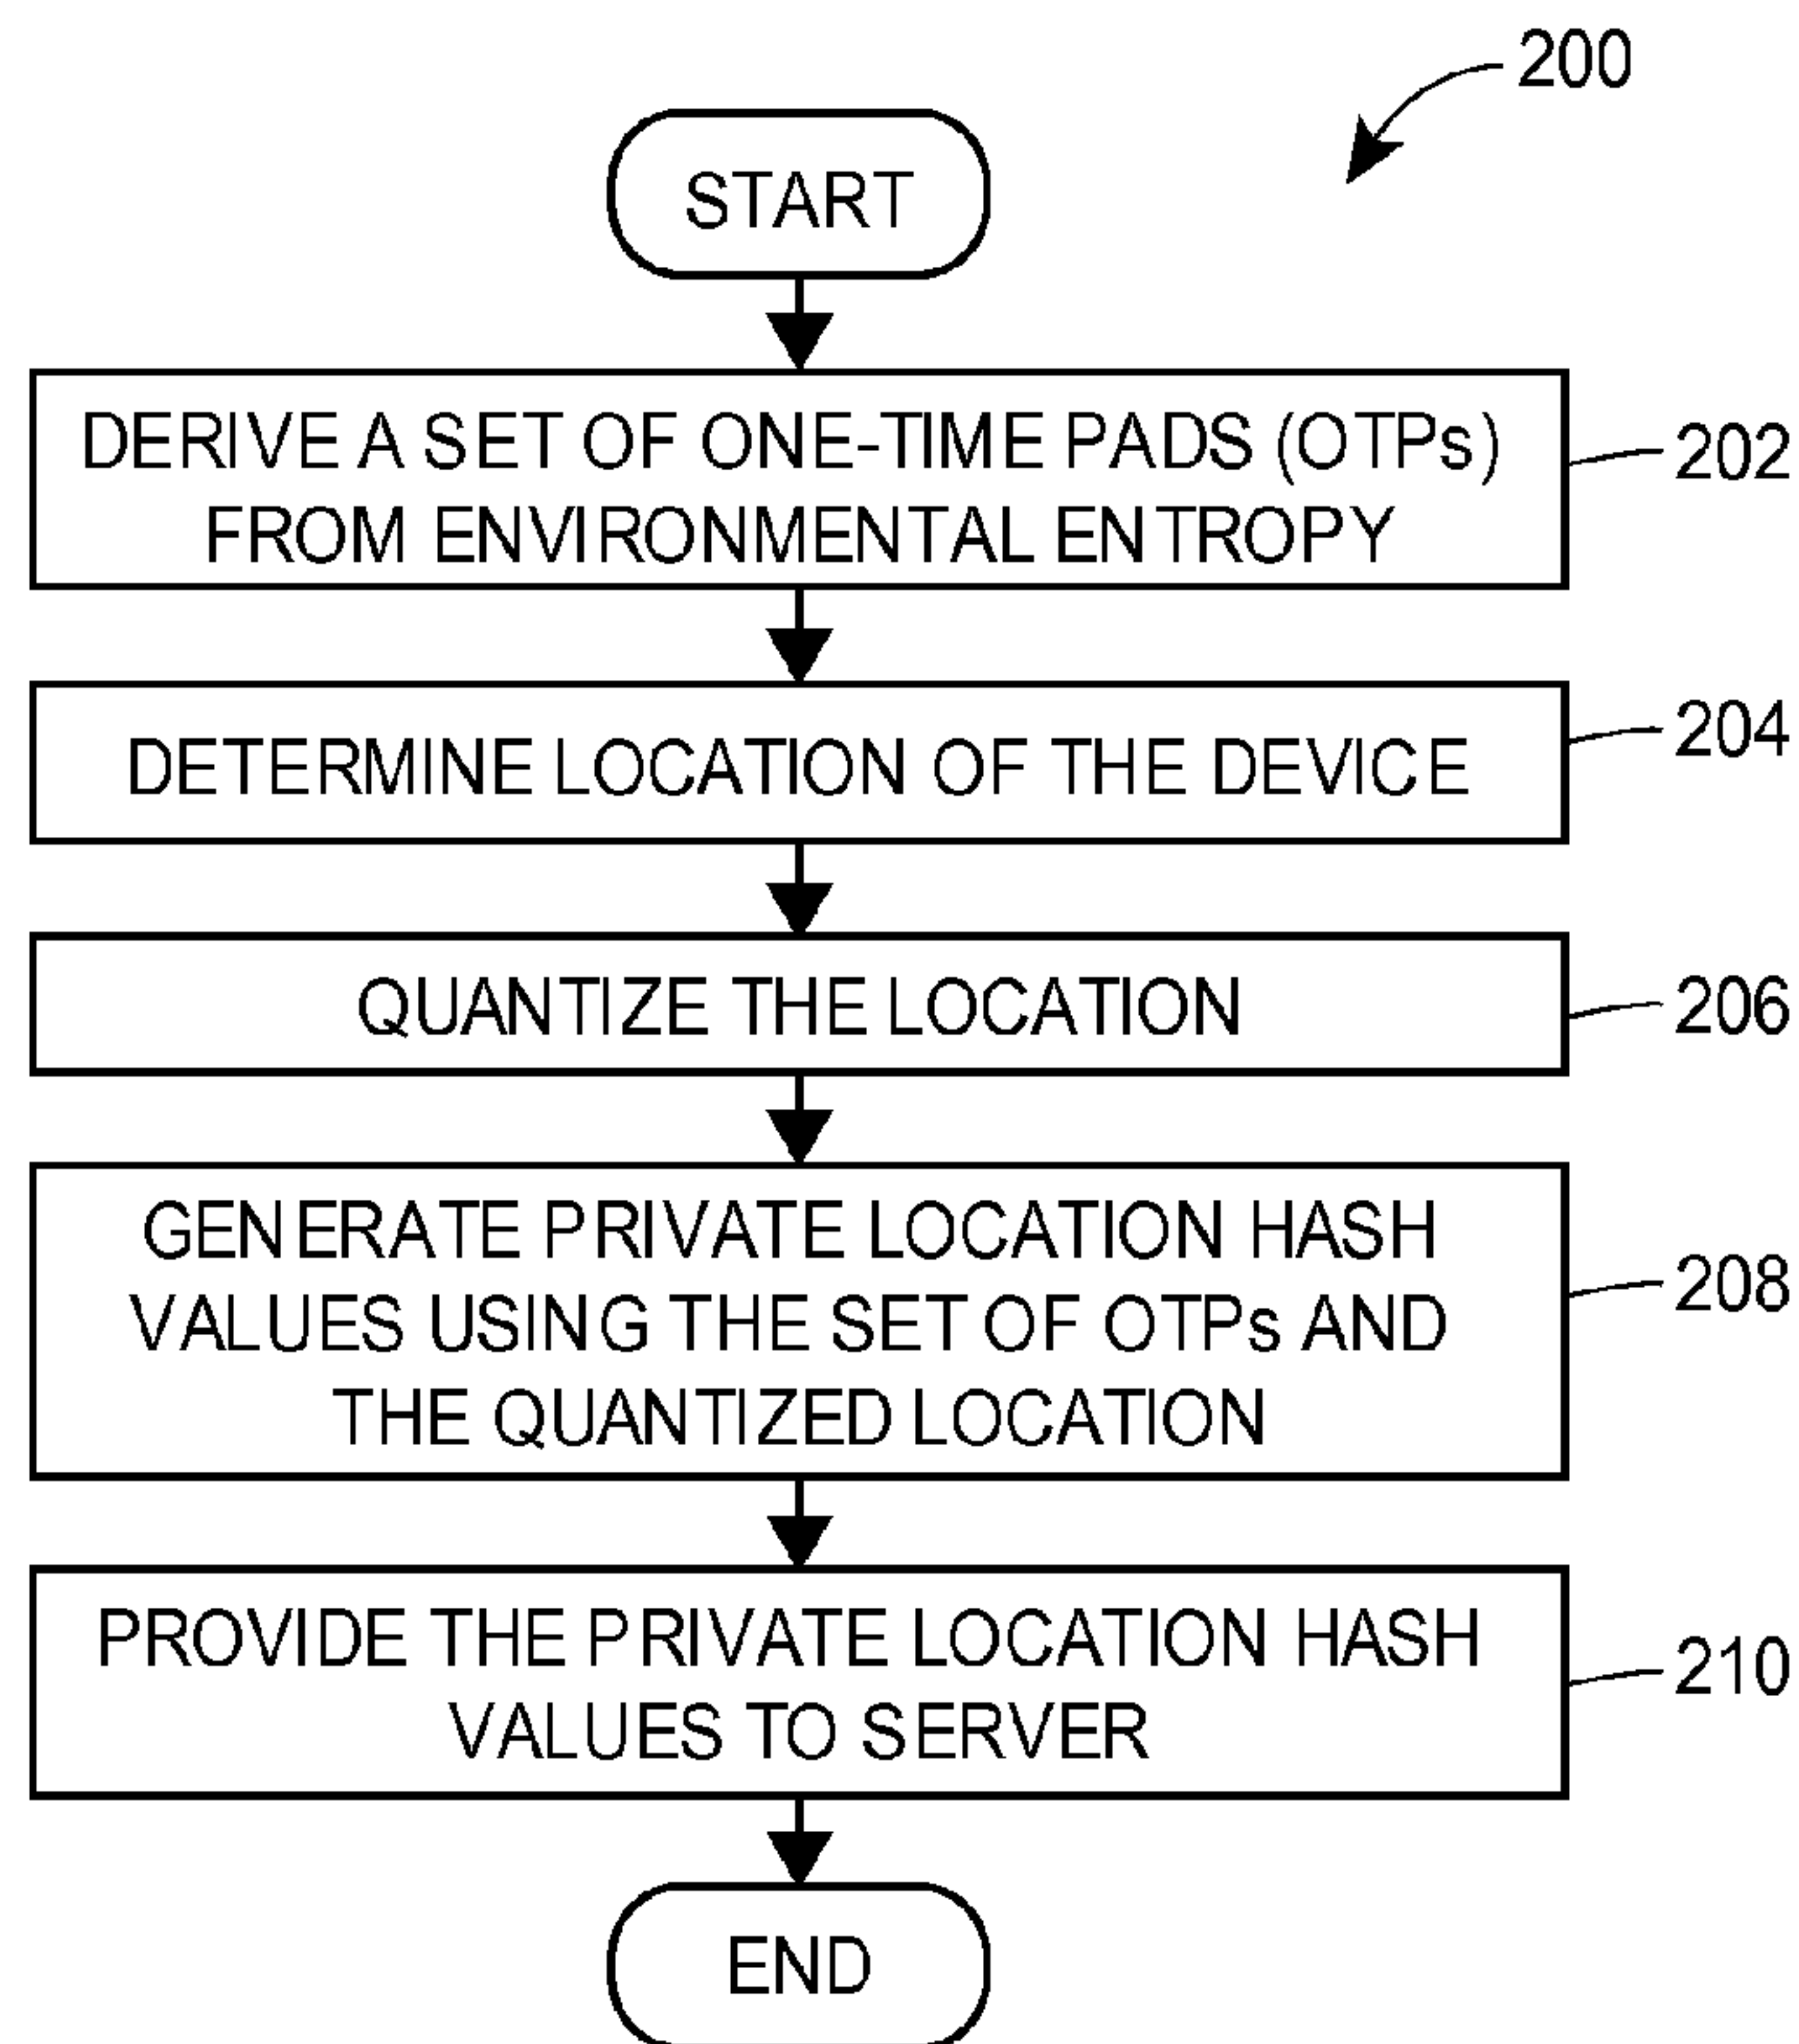 200
START
DERIVE A SET OF ONE-TIME PADS (OTPs)
FROM ENVIRONMENTAL ENTROPY
202
DETERMINE LOCATION OF THE DEVICE
204
QUANTIZE THE LOCATION
206
GENERATE PRIVATE LOCATION HASH
VALUES USING THE SET OF OTPs AND
THE QUANTIZED LOCATION
208
PROVIDE THE PRIVATE LOCATION HASH
VALUES TO SERVER
210
END